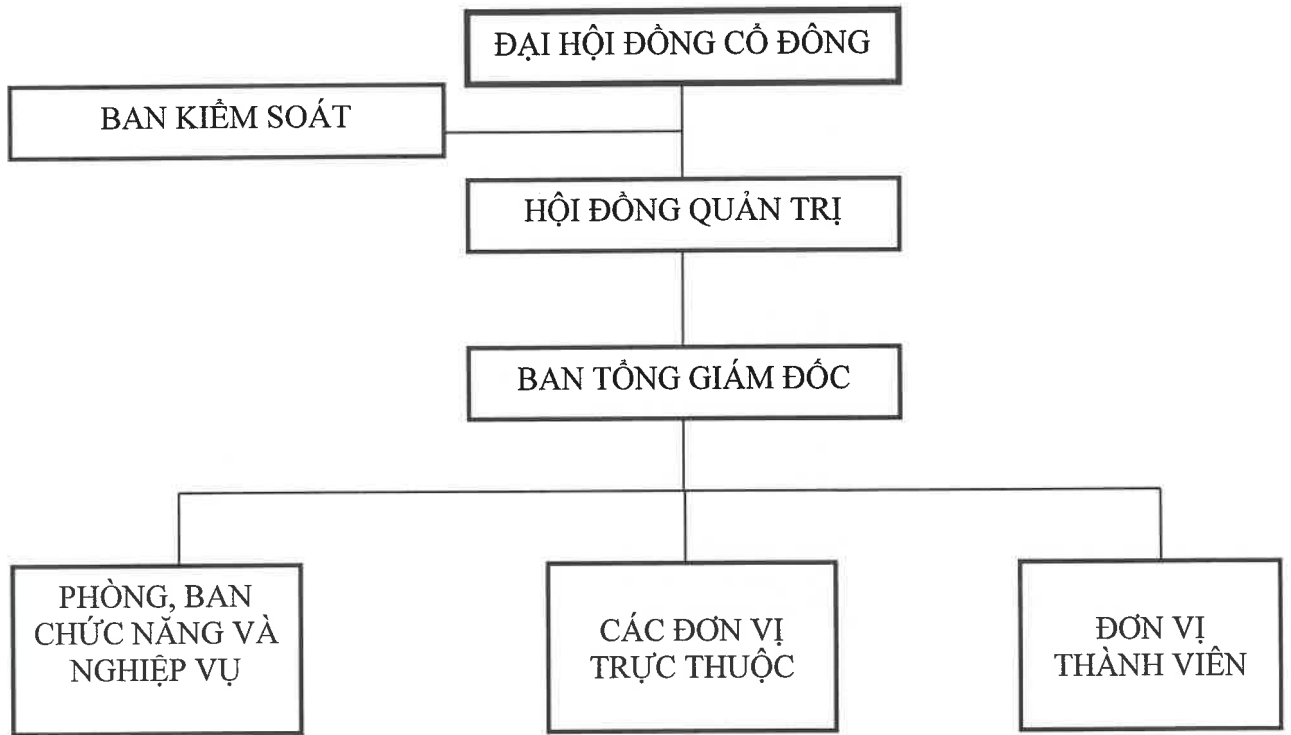 ĐẠI HỘI ĐỒNG CỔ ĐÔNG
BAN KIỂM SOÁT
HỘI ĐỒNG QUẢN TRỊ
BAN TỔNG GIÁM ĐỐC
PHÒNG, BAN
CHỨC NĂNG VÀ
NGHIỆP VỤ
CÁC ĐƠN VỊ
TRỰC THUỘC
ĐƠN VỊ
THÀNH VIÊN